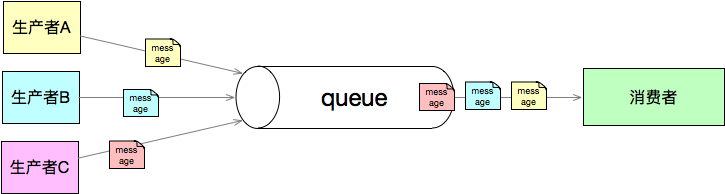 生产者A
mess
age
生产者B
mess
age
生产者C
mess
age
queue
mess
age
mess
age
mess
age
消费者